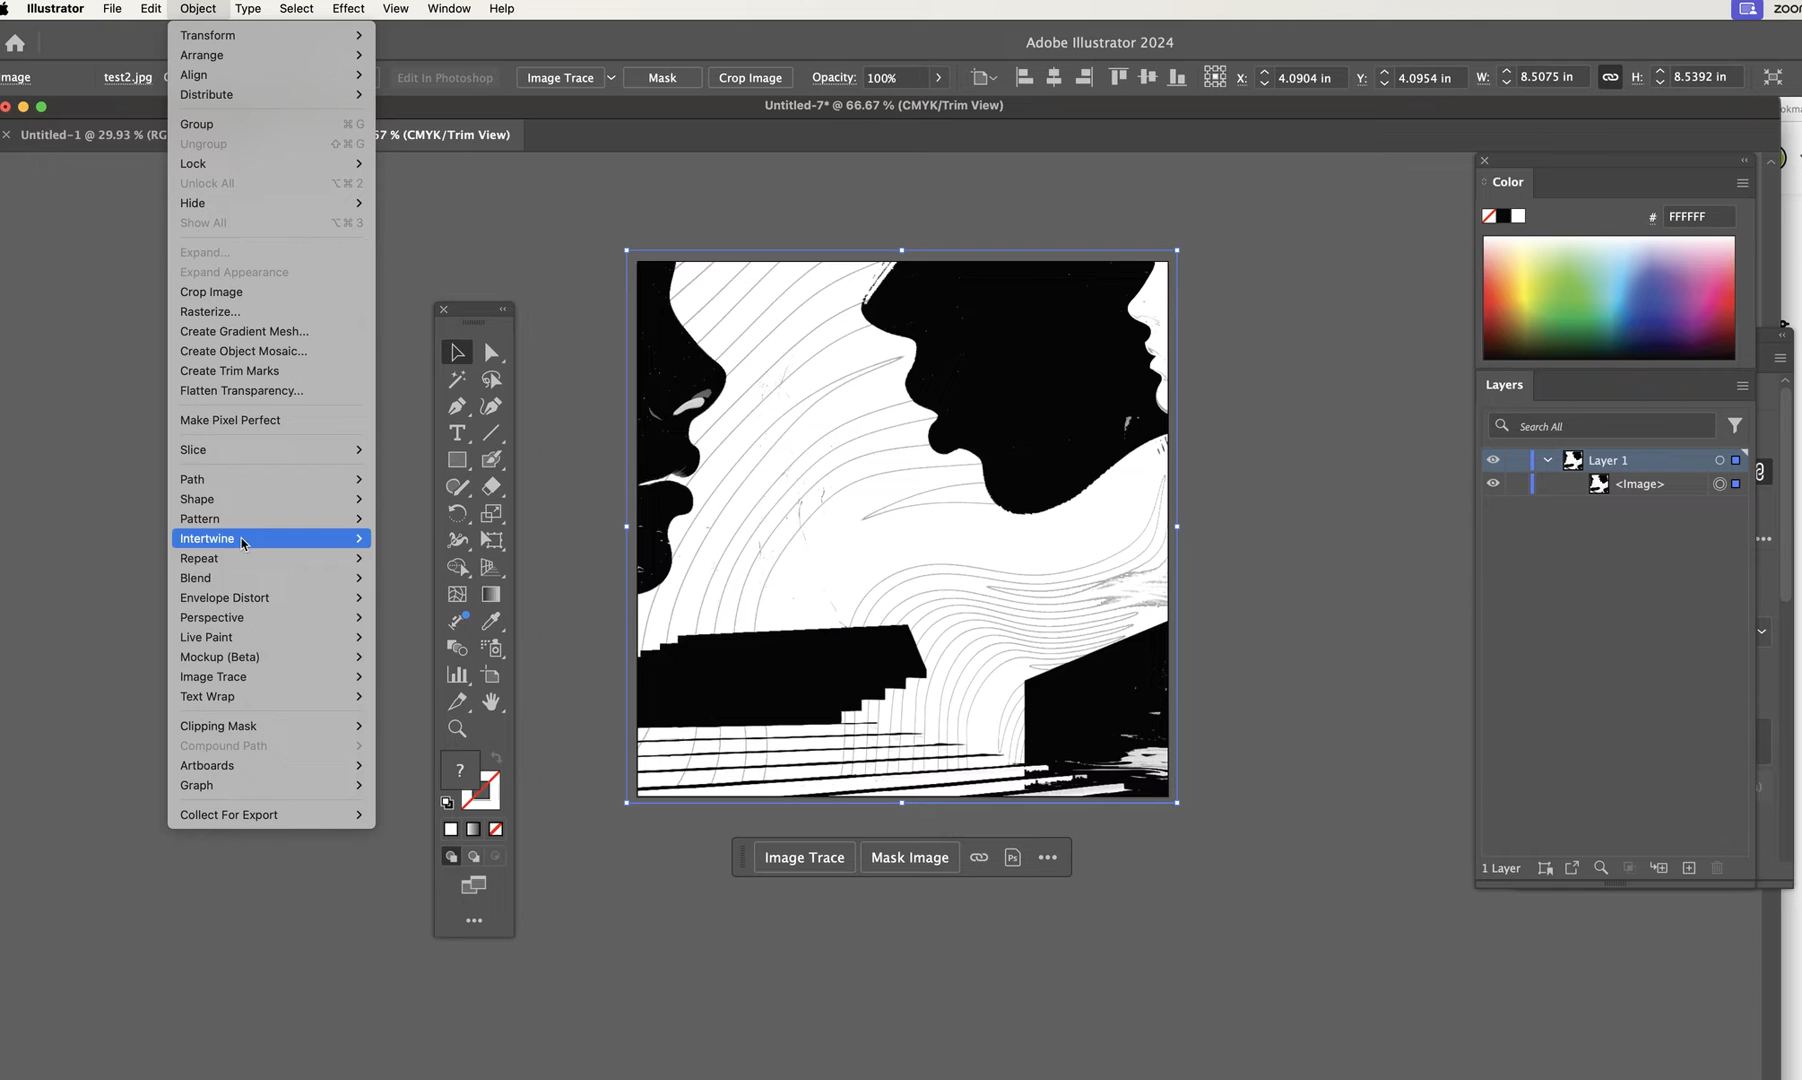 Illustrator File Edit Object Type Select Effect View Window Help
Adobe Illustrator 2024
test2.jpg Edit In Photoshop Image Trace Mask Crop Image Opacity: 100% X: 4.0904 in Y: 4.0954 in W: 8.5075 in H: 8.5392 in
Untitled-7* @ 66.67 % (CMYK/Trim View)
Untitled-1 @ 29.93 % (RG 67 % (CMYK/Trim View)
Transform
Arrange
Align
Distribute
Group ⌘G
Ungroup ⇧⌘G
Lock
Unlock All ⌥⌘2
Hide
Show All ⌥⌘3
Expand...
Expand Appearance
Crop Image
Rasterize...
Create Gradient Mesh...
Create Object Mosaic...
Create Trim Marks
Flatten Transparency...
Make Pixel Perfect
Slice
Path
Shape
Pattern
Intertwine
Repeat
Blend
Envelope Distort
Perspective
Live Paint
Mockup (Beta)
Image Trace
Text Wrap
Clipping Mask
Compound Path
Artboards
Graph
Collect For Export
?
Image Trace Mask Image Ps
Color
# FFFFFF
Layers
Search All
Layer 1
<Image>
1 Layer